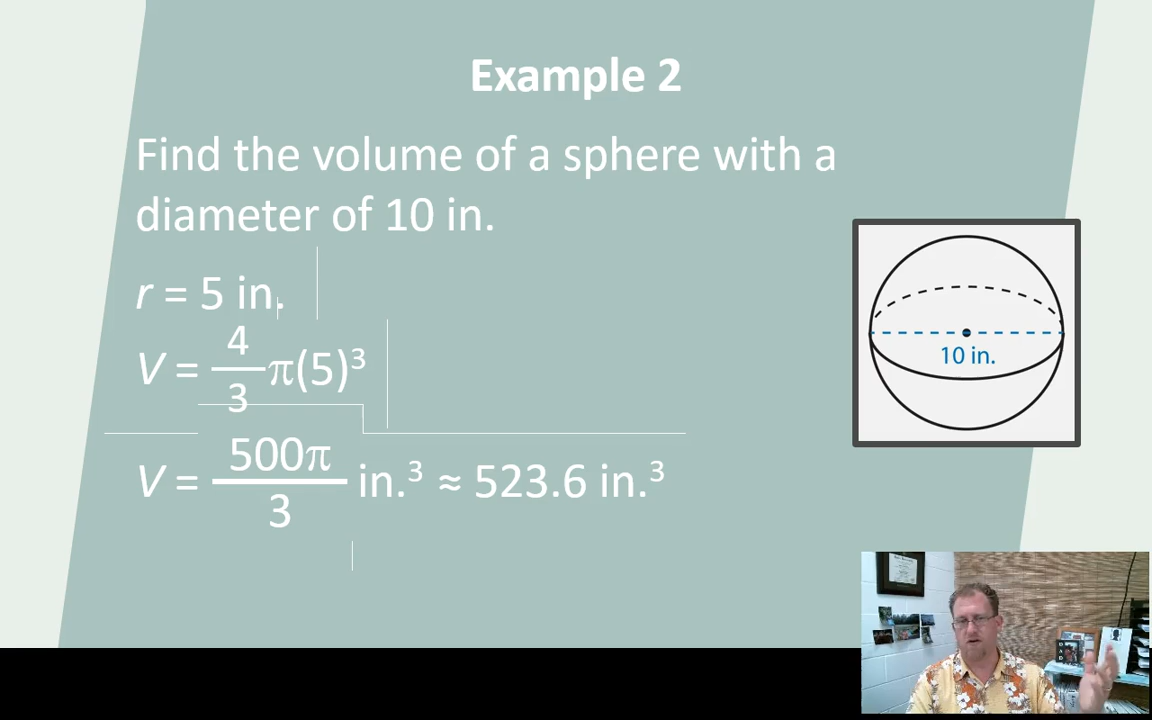 Example 2
Find the volume of a sphere with a
diameter of 10 in.
r = 5 in.
V = 4/3 π(5)³
V = 500π/3 in.³ ≈ 523.6 in.³
10 in.